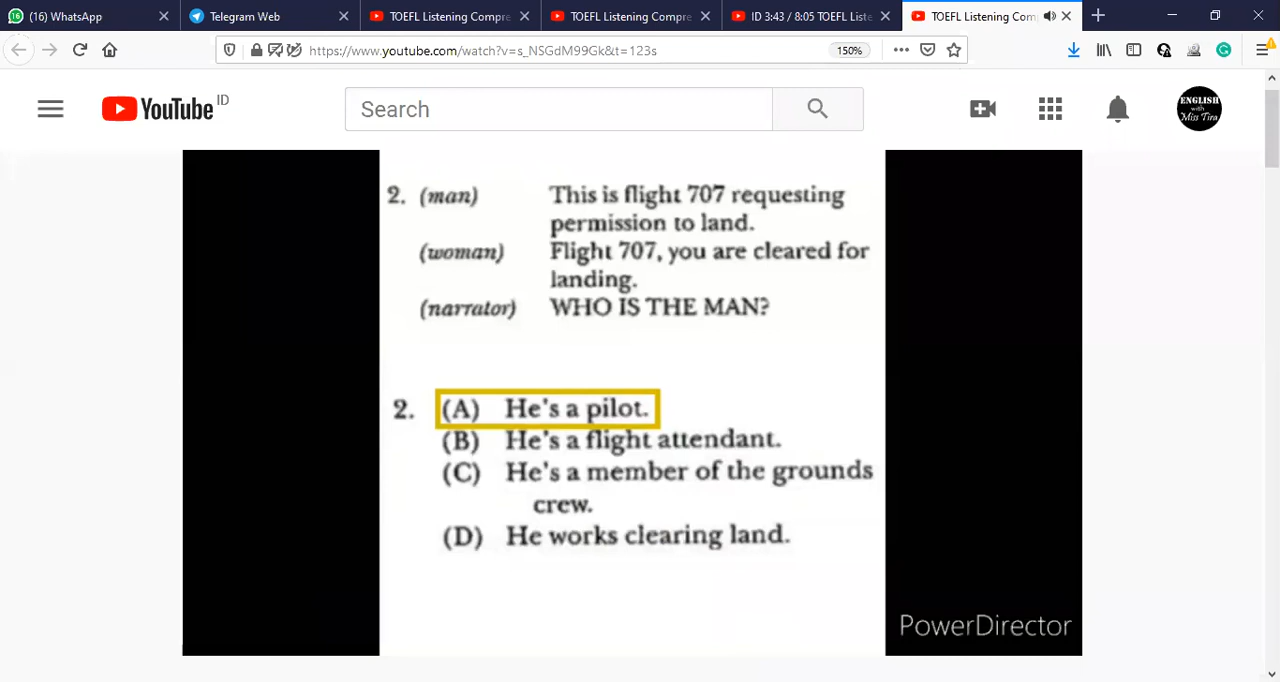 (16) WhatsApp
Telegram Web
TOEFL Listening Compre
TOEFL Listening Compre
ID 3:43 / 8:05 TOEFL Liste
TOEFL Listening Com
https://www.youtube.com/watch?v=s_NSGdM99Gk&t=123s
150%
YouTube ID
Search
ENGLISH
with
Miss Tira
2. (man) This is flight 707 requesting
permission to land.
(woman) Flight 707, you are cleared for
landing.
(narrator) WHO IS THE MAN?
2. (A) He's a pilot.
(B) He's a flight attendant.
(C) He's a member of the grounds
crew.
(D) He works clearing land.
PowerDirector